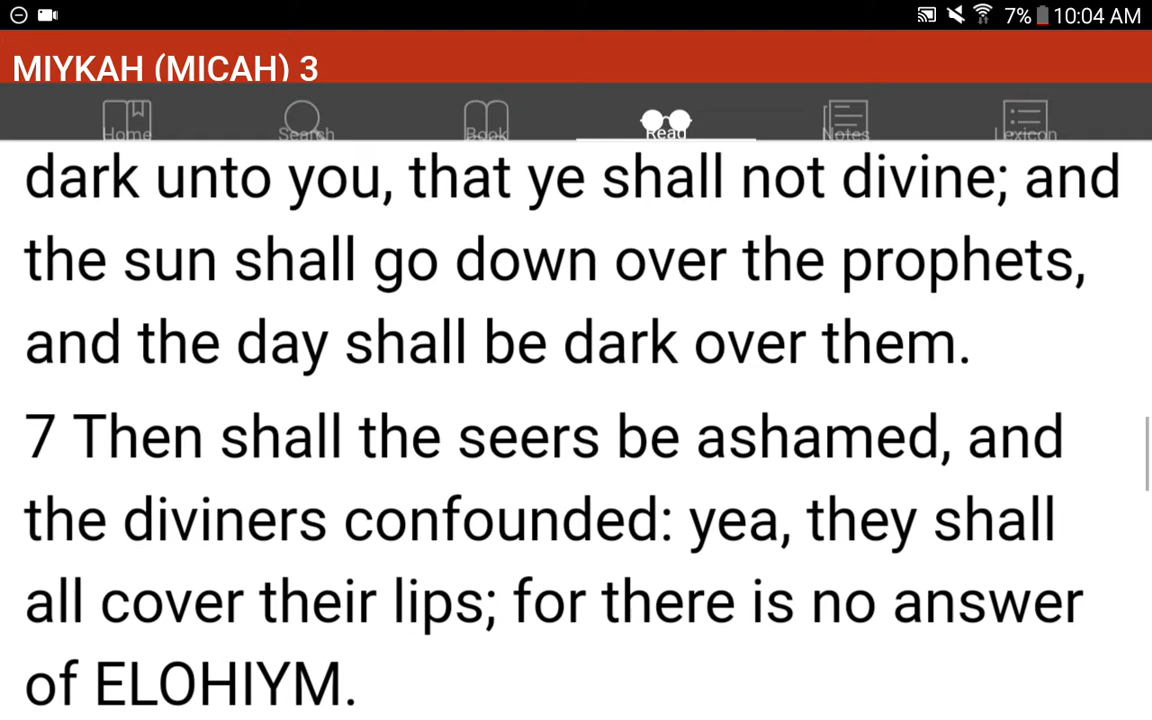 7% 10:04 AM
MIYKAH (MICAH) 3
Home Search Book Read Notes Lexicon
dark unto you, that ye shall not divine; and
the sun shall go down over the prophets,
and the day shall be dark over them.
7 Then shall the seers be ashamed, and
the diviners confounded: yea, they shall
all cover their lips; for there is no answer
of ELOHIYM.